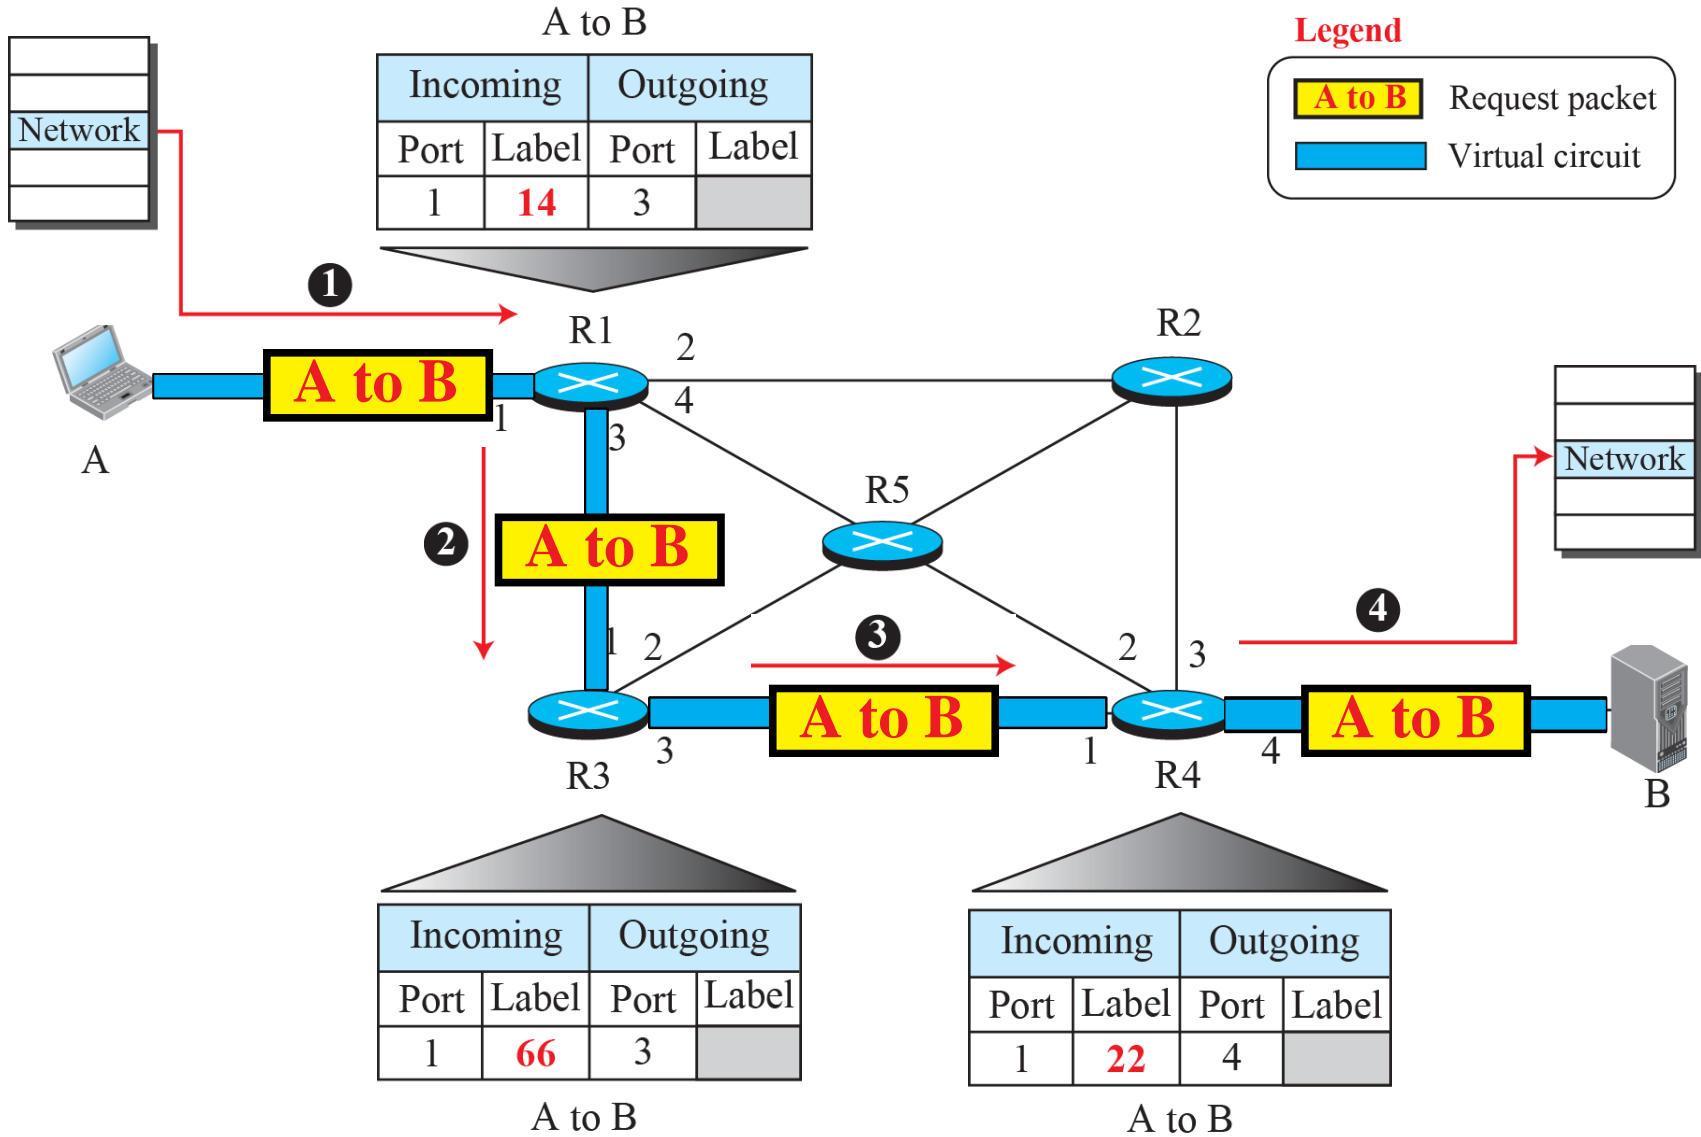 A to B
Incoming Outgoing
Port Label Port Label
1 14 3
Legend
A to B Request packet
Virtual circuit
Network
1
R1
2
4
R2
A to B
1
3
A
R5
Network
2
A to B
1
2
3
2
3
4
A to B
A to B
3
1
4
R3
R4
B
Incoming Outgoing
Port Label Port Label
1 66 3
A to B
Incoming Outgoing
Port Label Port Label
1 22 4
A to B